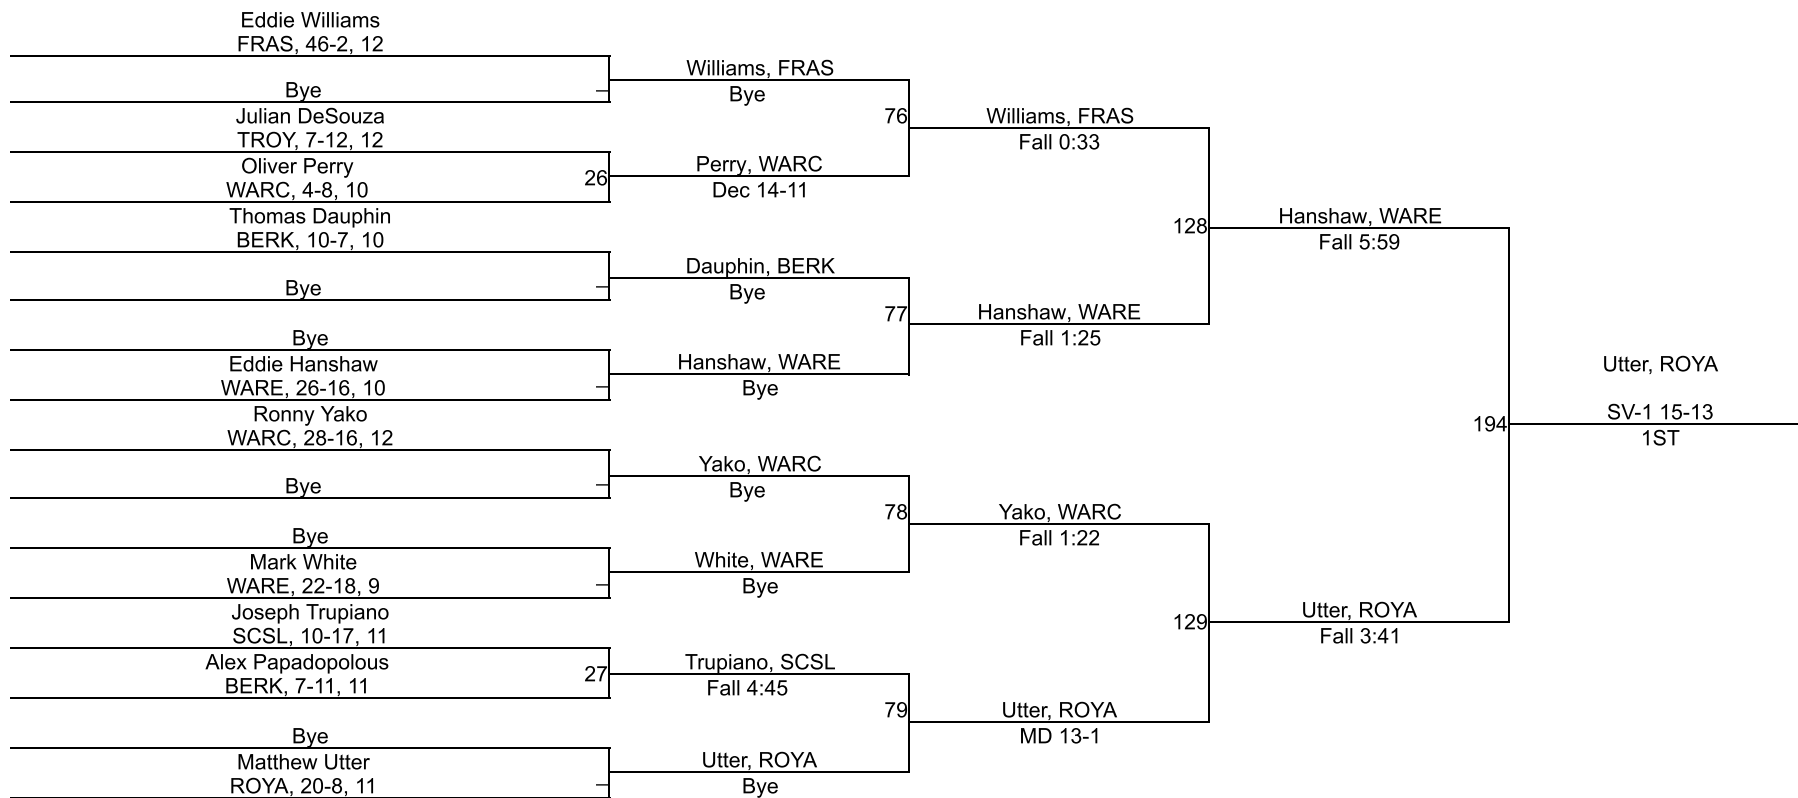 Eddie Williams
FRAS, 46-2, 12
Bye
Julian DeSouza
TROY, 7-12, 12
Oliver Perry
WARC, 4-8, 10
26
Thomas Dauphin
BERK, 10-7, 10
Bye
Bye
Eddie Hanshaw
WARE, 26-16, 10
Ronny Yako
WARC, 28-16, 12
Bye
Bye
Mark White
WARE, 22-18, 9
Joseph Trupiano
SCSL, 10-17, 11
Alex Papadopolous
BERK, 7-11, 11
27
Bye
Matthew Utter
ROYA, 20-8, 11
Williams, FRAS
Bye
76
Perry, WARC
Dec 14-11
Dauphin, BERK
Bye
77
Hanshaw, WARE
Bye
Yako, WARC
Bye
78
White, WARE
Bye
Trupiano, SCSL
Fall 4:45
79
Utter, ROYA
Bye
Williams, FRAS
Fall 0:33
128
Hanshaw, WARE
Fall 1:25
Yako, WARC
Fall 1:22
129
Utter, ROYA
MD 13-1
Hanshaw, WARE
Fall 5:59
194
Utter, ROYA
Fall 3:41
Utter, ROYA
SV-1 15-13
1ST